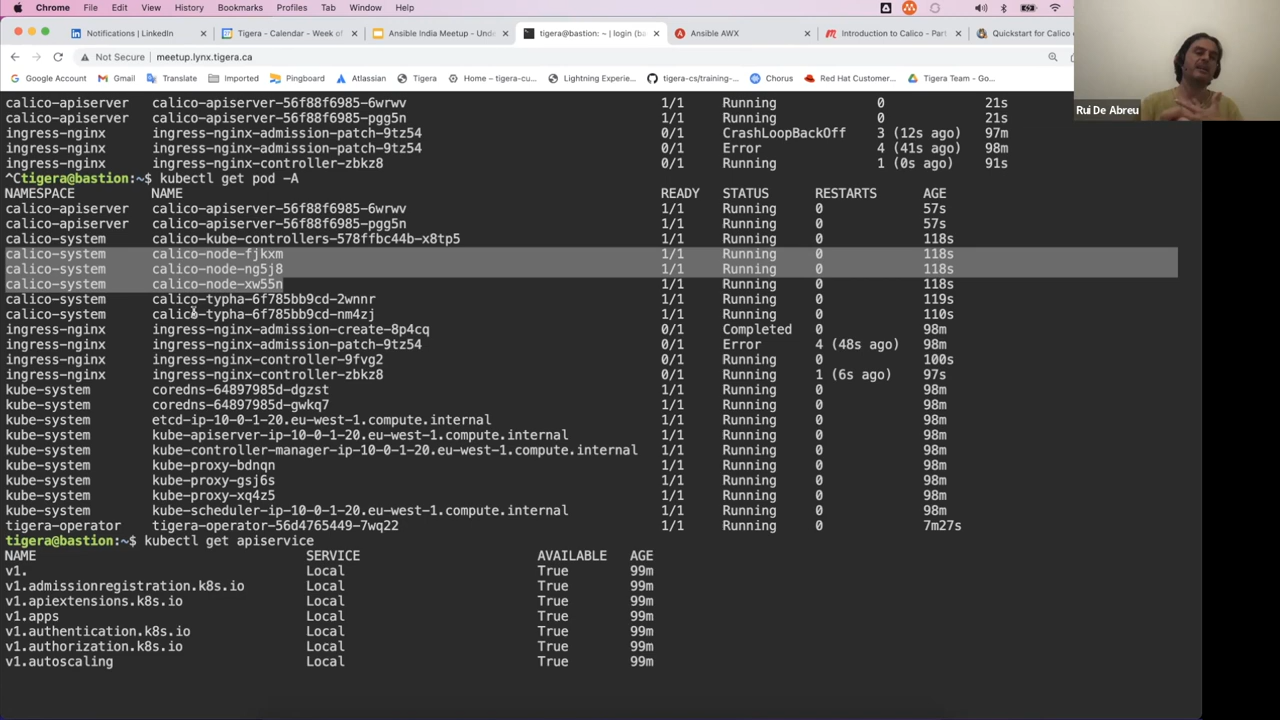 Chrome File Edit View History Bookmarks Profiles Tab Window Help
Notifications | LinkedIn × Tigera - Calendar - Week of × Ansible India Meetup - Und × tigera@bastion: ~ | login (ba × Ansible AWX × Introduction to Calico - Part × Quickstart for Calico
Not Secure | meetup.lynx.tigera.ca
Google Account Gmail Translate Imported Pingboard Atlassian Tigera Home – tigera-cu... Lightning Experie... tigera-cs/training-... Chorus Red Hat Customer... Tigera Team - Go...
Rui De Abreu
calico-apiserver calico-apiserver-56f88f6985-6wrwv 1/1 Running 0 21s
calico-apiserver calico-apiserver-56f88f6985-pgg5n 1/1 Running 0 21s
ingress-nginx ingress-nginx-admission-patch-9tz54 0/1 CrashLoopBackOff 3 (12s ago) 97m
ingress-nginx ingress-nginx-admission-patch-9tz54 0/1 Error 4 (41s ago) 98m
ingress-nginx ingress-nginx-controller-zbkz8 0/1 Running 1 (0s ago) 91s
^Ctigera@bastion:~$ kubectl get pod -A
NAMESPACE NAME READY STATUS RESTARTS AGE
calico-apiserver calico-apiserver-56f88f6985-6wrwv 1/1 Running 0 57s
calico-apiserver calico-apiserver-56f88f6985-pgg5n 1/1 Running 0 57s
calico-system calico-kube-controllers-578ffbc44b-x8tp5 1/1 Running 0 118s
calico-system calico-node-fjkxm 1/1 Running 0 118s
calico-system calico-node-ng5j8 1/1 Running 0 118s
calico-system calico-node-xw55n 1/1 Running 0 118s
calico-system calico-typha-6f785bb9cd-2wnnr 1/1 Running 0 119s
calico-system calico-typha-6f785bb9cd-nm4zj 1/1 Running 0 110s
ingress-nginx ingress-nginx-admission-create-8p4cq 0/1 Completed 0 98m
ingress-nginx ingress-nginx-admission-patch-9tz54 0/1 Error 4 (48s ago) 98m
ingress-nginx ingress-nginx-controller-9fvg2 0/1 Running 0 100s
ingress-nginx ingress-nginx-controller-zbkz8 0/1 Running 1 (6s ago) 97s
kube-system coredns-64897985d-dgzst 1/1 Running 0 98m
kube-system coredns-64897985d-gwkq7 1/1 Running 0 98m
kube-system etcd-ip-10-0-1-20.eu-west-1.compute.internal 1/1 Running 0 98m
kube-system kube-apiserver-ip-10-0-1-20.eu-west-1.compute.internal 1/1 Running 0 98m
kube-system kube-controller-manager-ip-10-0-1-20.eu-west-1.compute.internal 1/1 Running 0 98m
kube-system kube-proxy-bdnqn 1/1 Running 0 98m
kube-system kube-proxy-gsj6s 1/1 Running 0 98m
kube-system kube-proxy-xq4z5 1/1 Running 0 98m
kube-system kube-scheduler-ip-10-0-1-20.eu-west-1.compute.internal 1/1 Running 0 98m
tigera-operator tigera-operator-56d4765449-7wq22 1/1 Running 0 7m27s
tigera@bastion:~$ kubectl get apiservice
NAME SERVICE AVAILABLE AGE
v1. Local True 99m
v1.admissionregistration.k8s.io Local True 99m
v1.apiextensions.k8s.io Local True 99m
v1.apps Local True 99m
v1.authentication.k8s.io Local True 99m
v1.authorization.k8s.io Local True 99m
v1.autoscaling Local True 99m